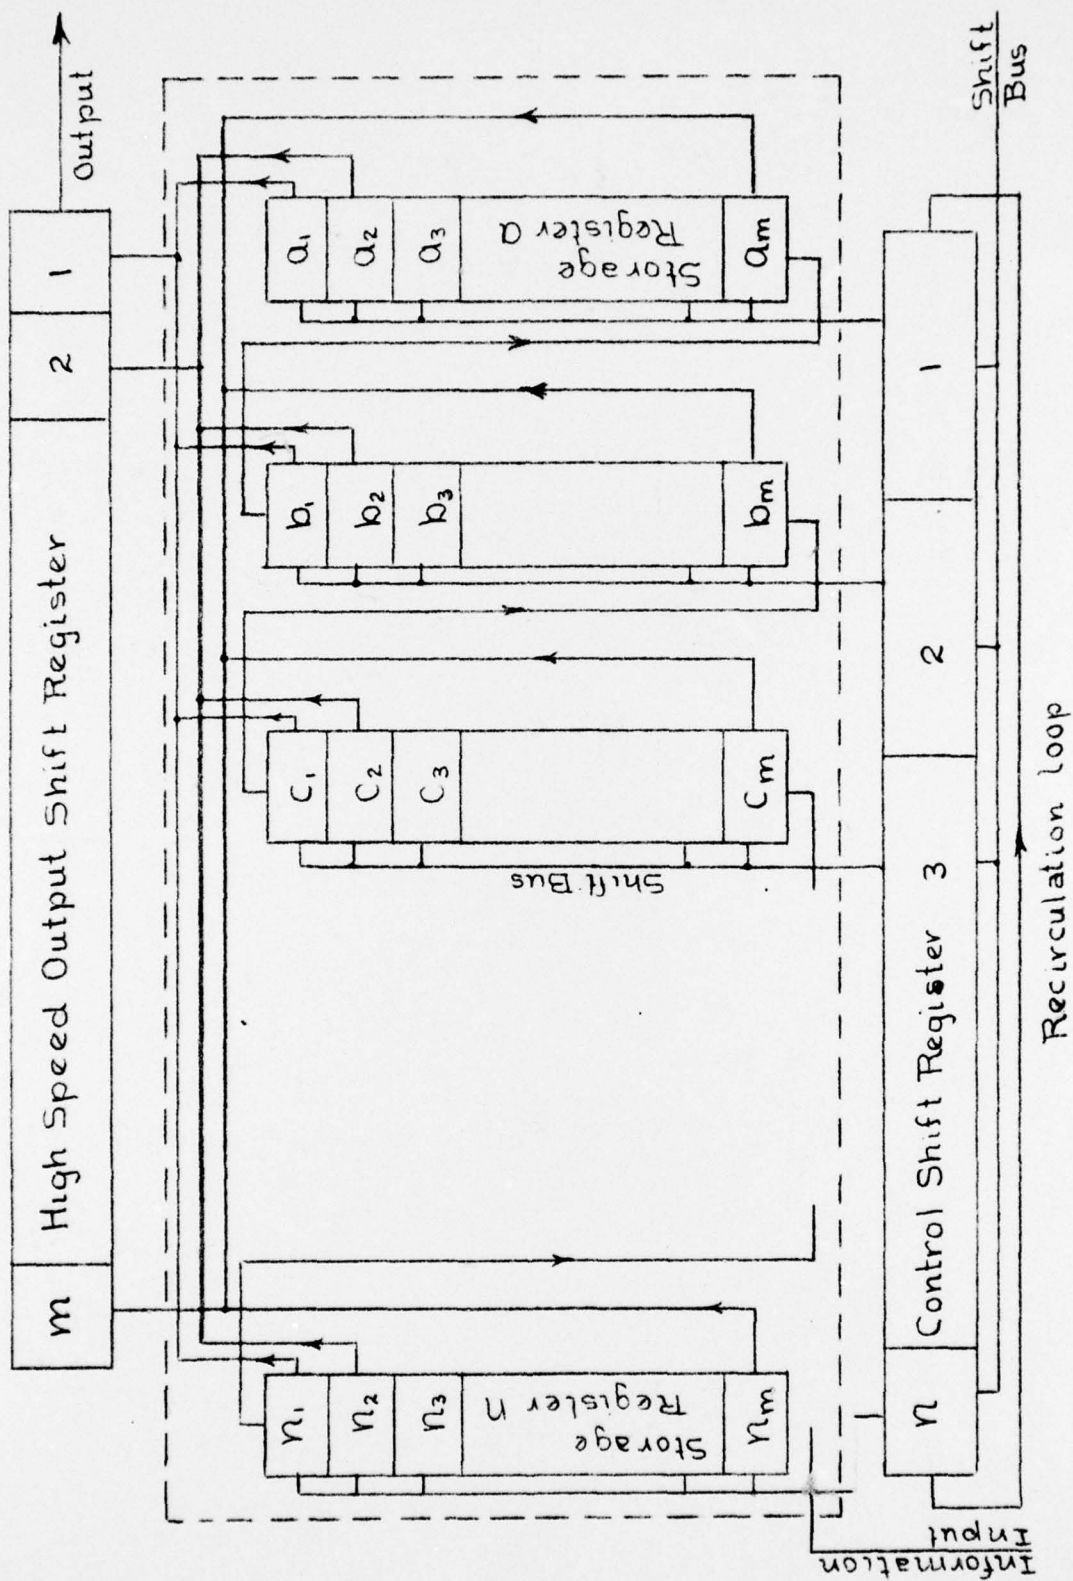 Output
m
High Speed Output Shift Register
2
1
n1
n2
n3
Storage
Register n
nm
c1
c2
c3
cm
Shift Bus
b1
b2
b3
bm
a1
a2
a3
Storage
Register a
am
Information
Input
n
Control Shift Register
3
2
1
Shift
Bus
Recirculation loop